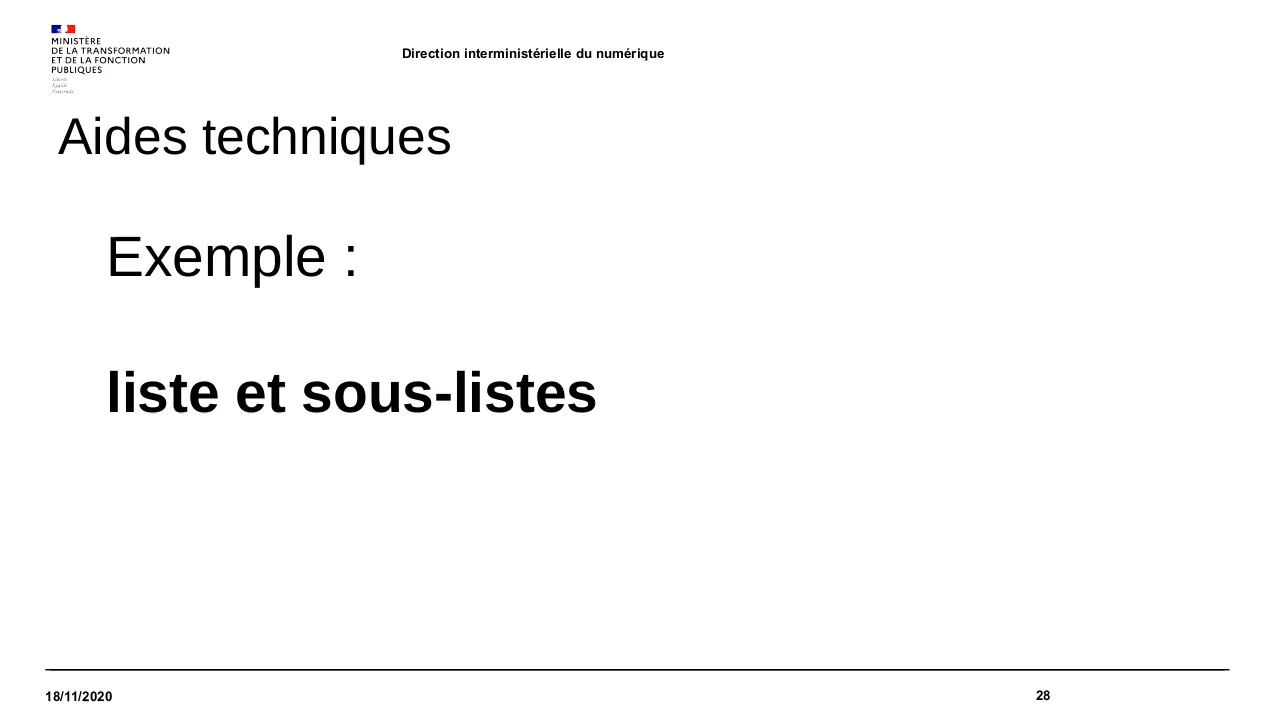 MINISTÈRE
DE LA TRANSFORMATION
ET DE LA FONCTION
PUBLIQUES
Liberté
Égalité
Fraternité
Direction interministérielle du numérique
Aides techniques
Exemple :
liste et sous-listes
18/11/2020
28